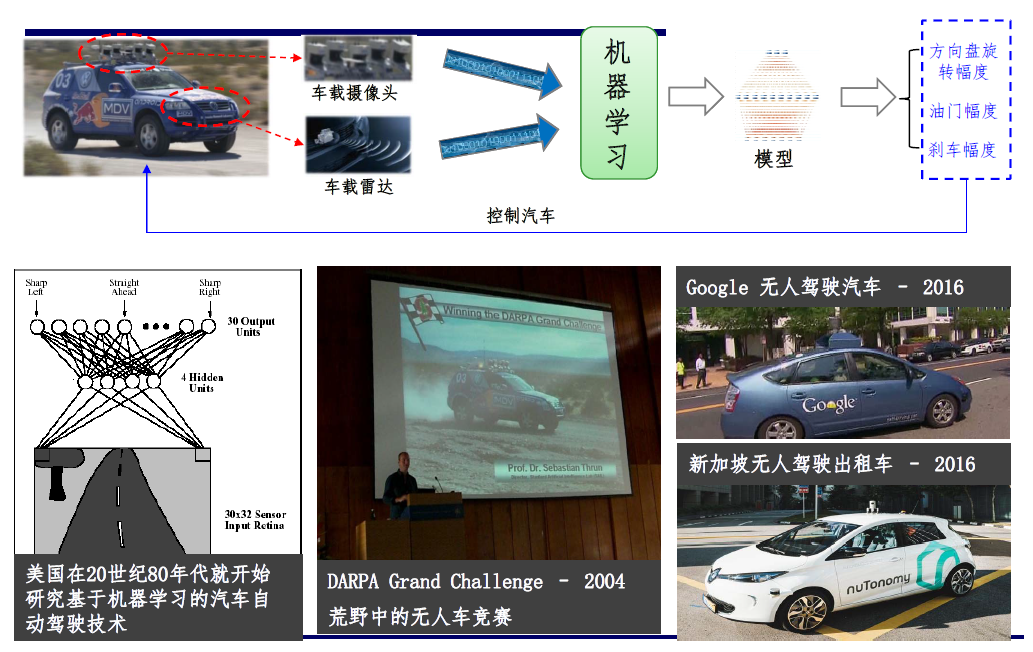 03
Red Bull
MDV
车载摄像头
车载雷达
机
器
学
习
模型
方向盘旋
转幅度
油门幅度
刹车幅度
控制汽车
Sharp
Left
Straight
Ahead
Sharp
Right
30 Output
Units
4 Hidden
Units
30x32 Sensor
Input Retina
美国在20世纪80年代就开始
研究基于机器学习的汽车自
动驾驶技术
Winning the DARPA Grand Challenge
03
Prof. Dr. Sebastian Thrun
DARPA Grand Challenge – 2004
荒野中的无人车竞赛
Google 无人驾驶汽车 – 2016
Google
新加坡无人驾驶出租车 – 2016
nuTonomy